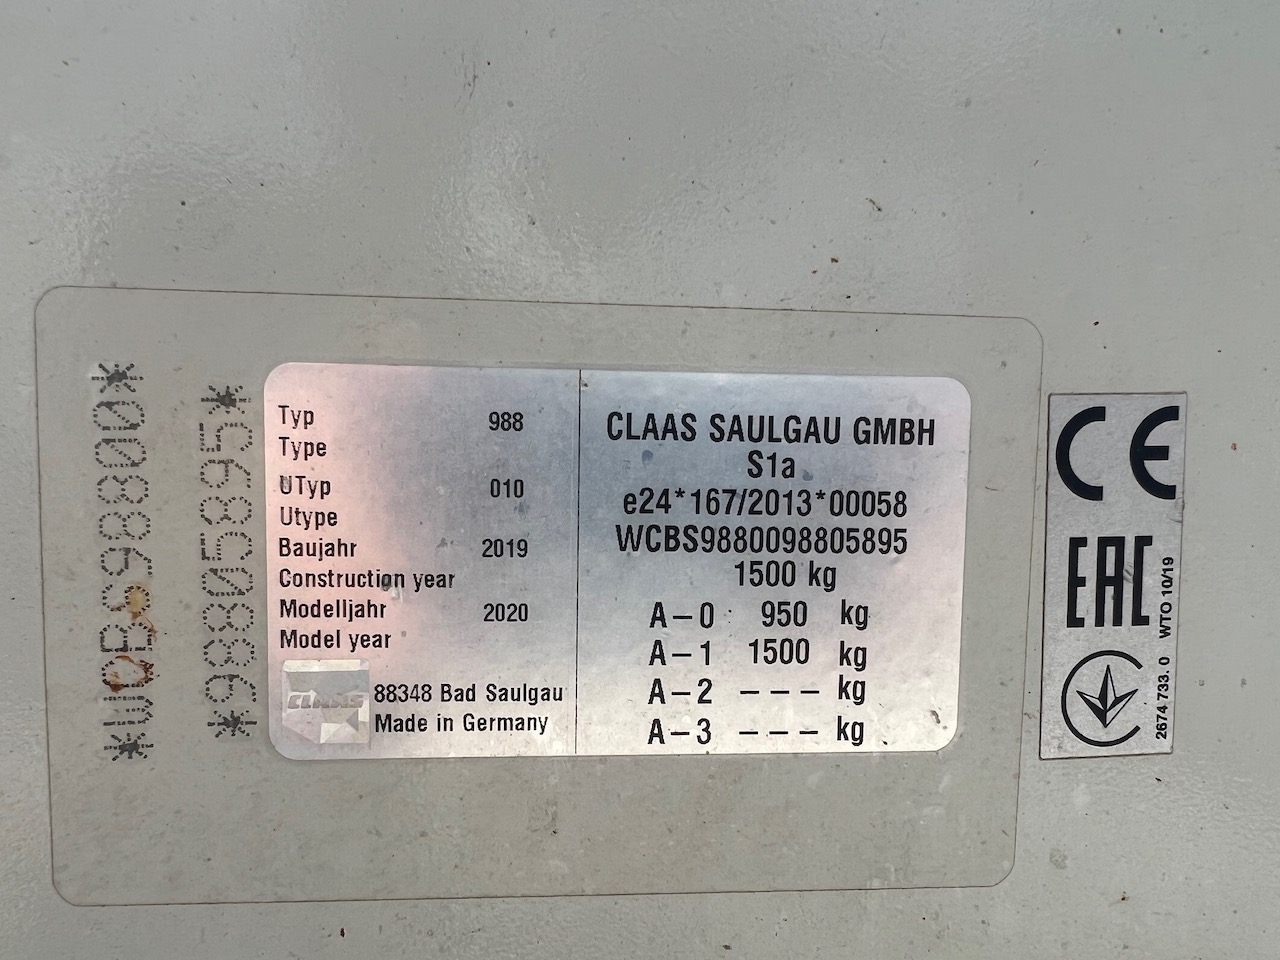 *WCBS98800*
*98805895*
Typ 988
Type
UTyp 010
Utype
Baujahr 2019
Construction year
Modelljahr 2020
Model year
CLAAS
88348 Bad Saulgau
Made in Germany
CLAAS SAULGAU GMBH
S1a
e24*167/2013*00058
WCBS9880098805895
1500 kg
A-0 : 950 kg
A-1 1500 kg
A-2 --- kg
A-3 --- kg
CE
EAC
WTO 10/19
2674 733. 0